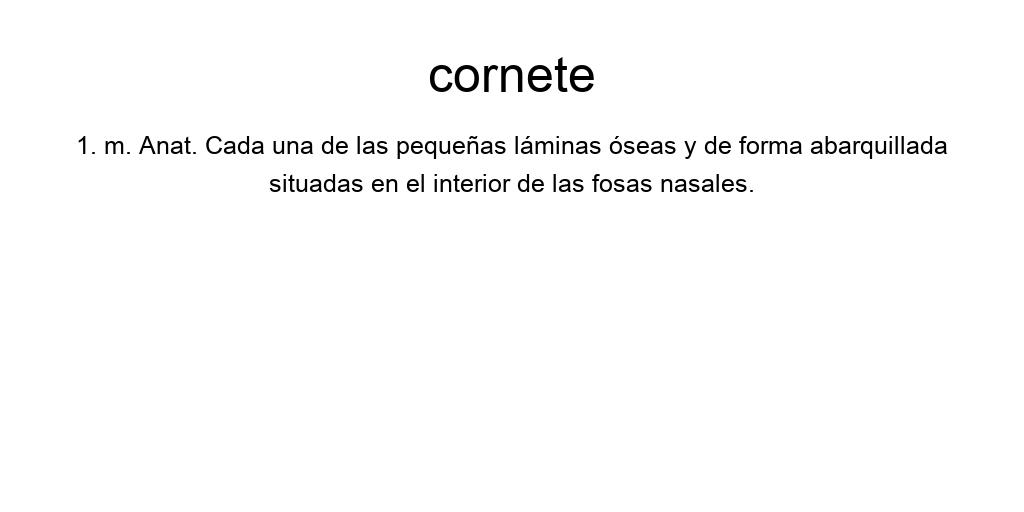 cornete
1. m. Anat. Cada una de las pequeñas láminas óseas y de forma abarquillada
situadas en el interior de las fosas nasales.